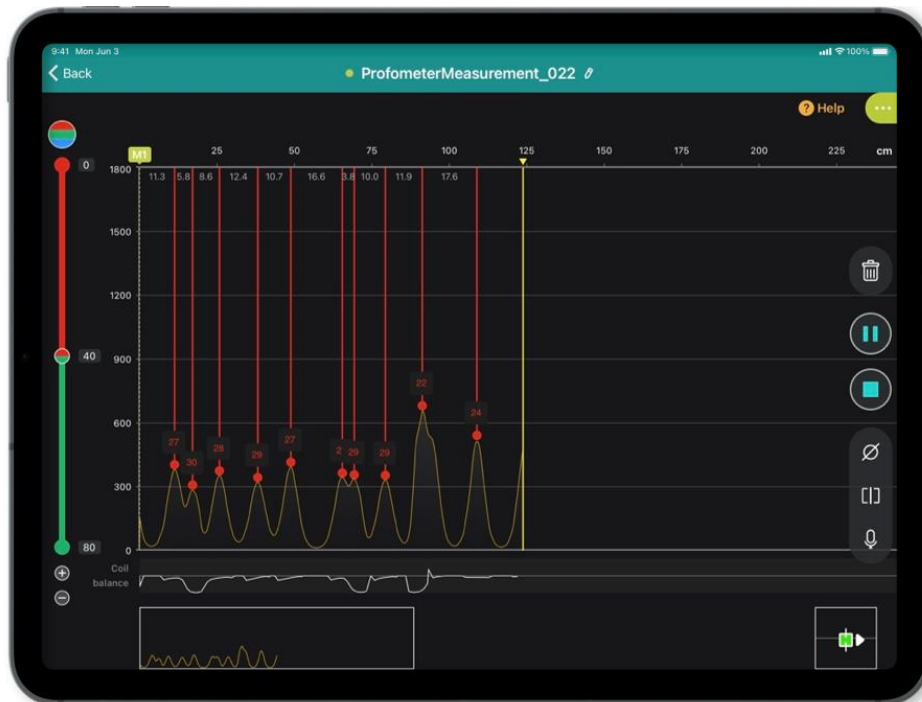 9:41 Mon Jun 3
100%
Back
ProfometerMeasurement_022
? Help
M1 25 50 75 100 125 150 175 200 225 cm
0
1800
11.3 5.8 8.6 12.4 10.7 16.6 3.8 10.0 11.9 17.6
1500
1200
40
900
22
600
24
27 30 28 29 27 2 29 29
300
80
0
Coil
balance